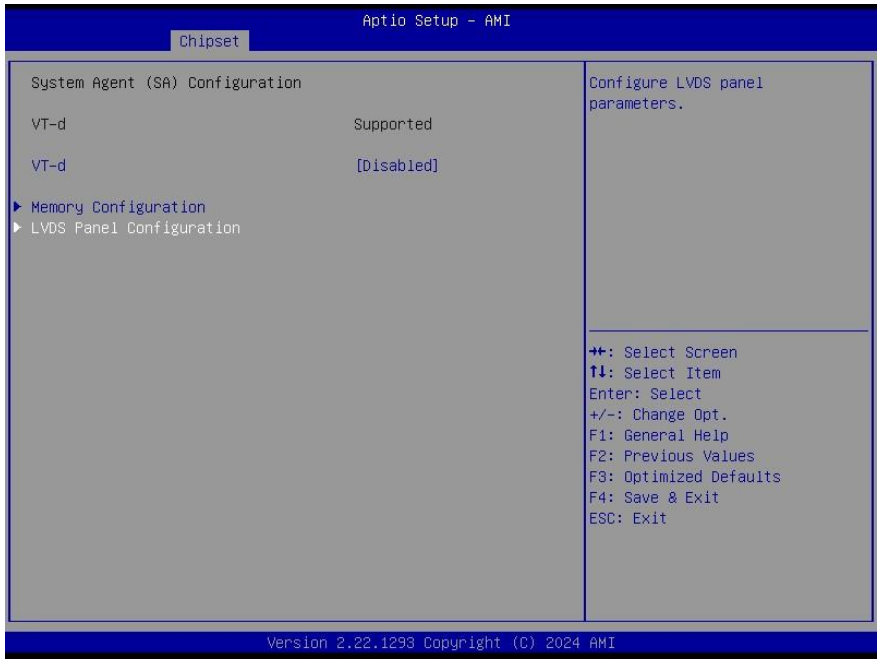 Aptio Setup - AMI
Chipset
System Agent (SA) Configuration
VT-d Supported
VT-d [Disabled]
Memory Configuration
LVDS Panel Configuration
Configure LVDS panel
parameters.
→←: Select Screen
↑↓: Select Item
Enter: Select
+/-: Change Opt.
F1: General Help
F2: Previous Values
F3: Optimized Defaults
F4: Save & Exit
ESC: Exit
Version 2.22.1293 Copyright (C) 2024 AMI